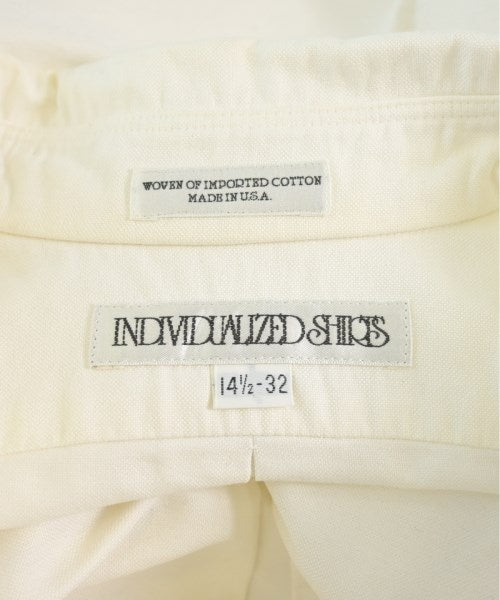 WOVEN OF IMPORTED COTTON
MADE IN U.S.A.
INDIVIDUALIZED SHIRTS
14½-32